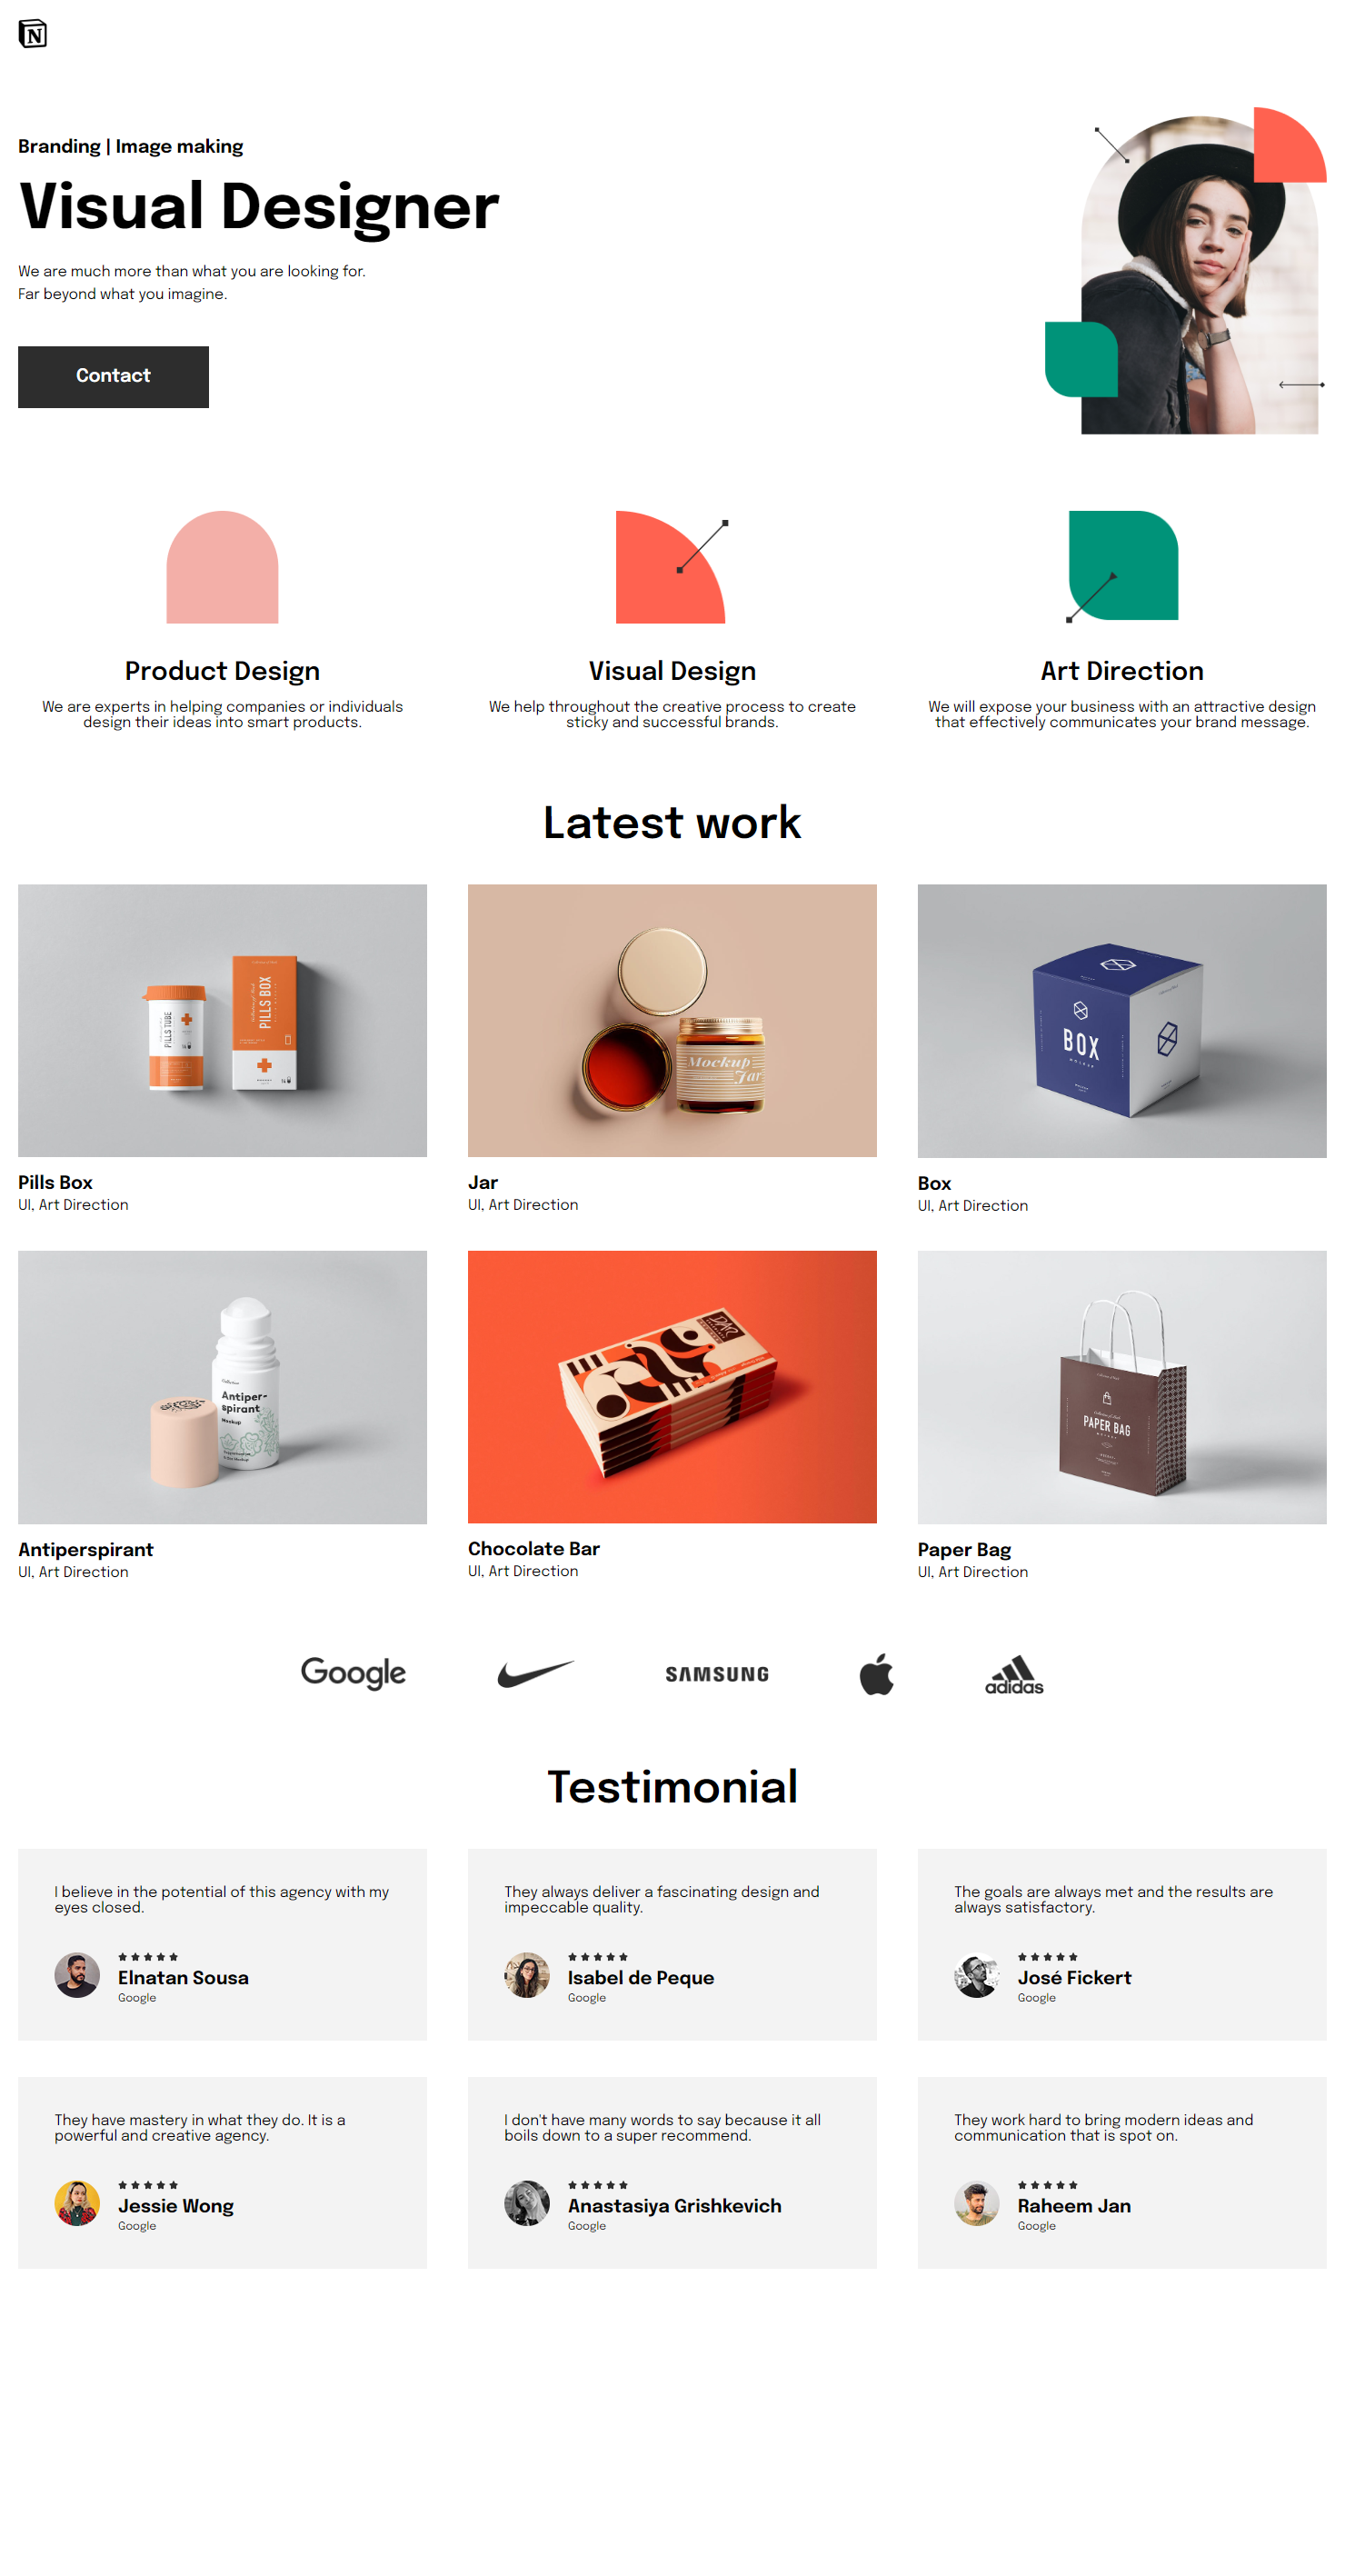 N
Branding | Image making
Visual Designer
We are much more than what you are looking for.
Far beyond what you imagine.
Contact
Product Design
We are experts in helping companies or individuals
design their ideas into smart products.
Visual Design
We help throughout the creative process to create
sticky and successful brands.
Art Direction
We will expose your business with an attractive design
that effectively communicates your brand message.
Latest work
PILLS TUBE
PILLS BOX
Mockup
Jar
BOX
Pills Box
UI, Art Direction
Jar
UI, Art Direction
Box
UI, Art Direction
Antiper-
spirant
Mockup
BAR
PAPER BAG
Antiperspirant
UI, Art Direction
Chocolate Bar
UI, Art Direction
Paper Bag
UI, Art Direction
Google
SAMSUNG
adidas
Testimonial
I believe in the potential of this agency with my
eyes closed.
Elnatan Sousa
Google
They always deliver a fascinating design and
impeccable quality.
Isabel de Peque
Google
The goals are always met and the results are
always satisfactory.
José Fickert
Google
They have mastery in what they do. It is a
powerful and creative agency.
Jessie Wong
Google
I don't have many words to say because it all
boils down to a super recommend.
Anastasiya Grishkevich
Google
They work hard to bring modern ideas and
communication that is spot on.
Raheem Jan
Google